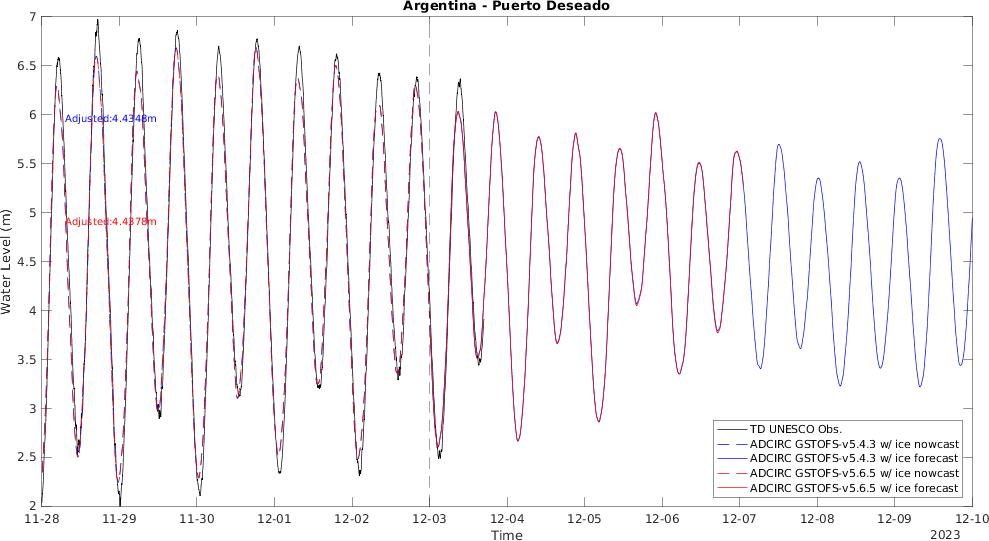 Argentina - Puerto Deseado
7
6.5
6
5.5
5
4.5
4
3.5
3
2.5
2
Water Level (m)
Adjusted:4.4348m
Adjusted:4.4378m
TD UNESCO Obs.
ADCIRC GSTOFS-v5.4.3 w/ ice nowcast
ADCIRC GSTOFS-v5.4.3 w/ ice forecast
ADCIRC GSTOFS-v5.6.5 w/ ice nowcast
ADCIRC GSTOFS-v5.6.5 w/ ice forecast
11-28 11-29 11-30 12-01 12-02 12-03 12-04 12-05 12-06 12-07 12-08 12-09 12-10
Time
2023